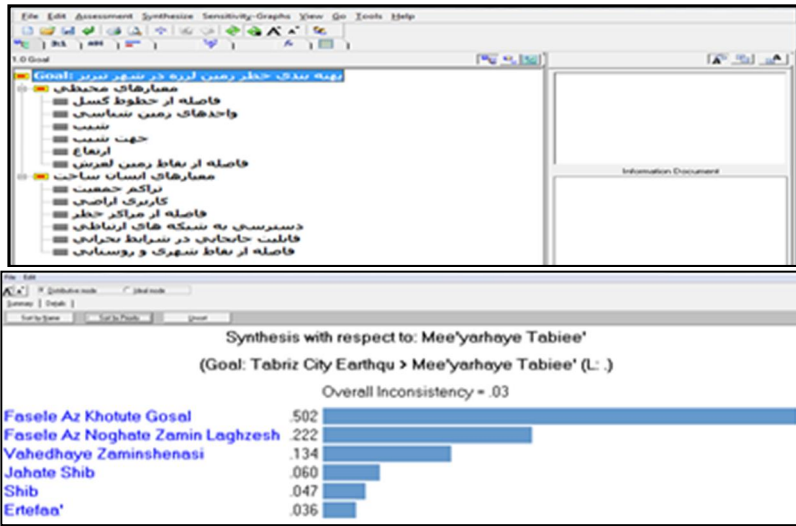 File Edit Assessment Synthesize Sensitivity-Graphs View Go Tools Help
1.0 Goal
Goal: پهنه بندی خطر زمین لرزه در شهر تبریز
معیارهای محیطی
فاصله از خطوط گسل
واحدهای زمین شناسی
شیب
جهت شیب
ارتفاع
فاصله از نقاط زمین لغزش
معیارهای انسان ساخت
تراکم جمعیت
کاربری اراضی
فاصله از مراکز خطر
دسترسی به شبکه های ارتباطی
قابلیت جابجایی در شرایط بحرانی
فاصله از نقاط شهری و روستایی
Information Document
File Edit
Distributive mode Ideal mode
Summary Details
Sort by Name Sort by Priority Unsort
Synthesis with respect to: Mee'yarhaye Tabiee'
(Goal: Tabriz City Earthqu > Mee'yarhaye Tabiee' (L: .)
Overall Inconsistency = .03
Fasele Az Khotute Gosal .502
Fasele Az Noghate Zamin Laghzesh .222
Vahedhaye Zaminshenasi .134
Jahate Shib .060
Shib .047
Ertefaa' .036